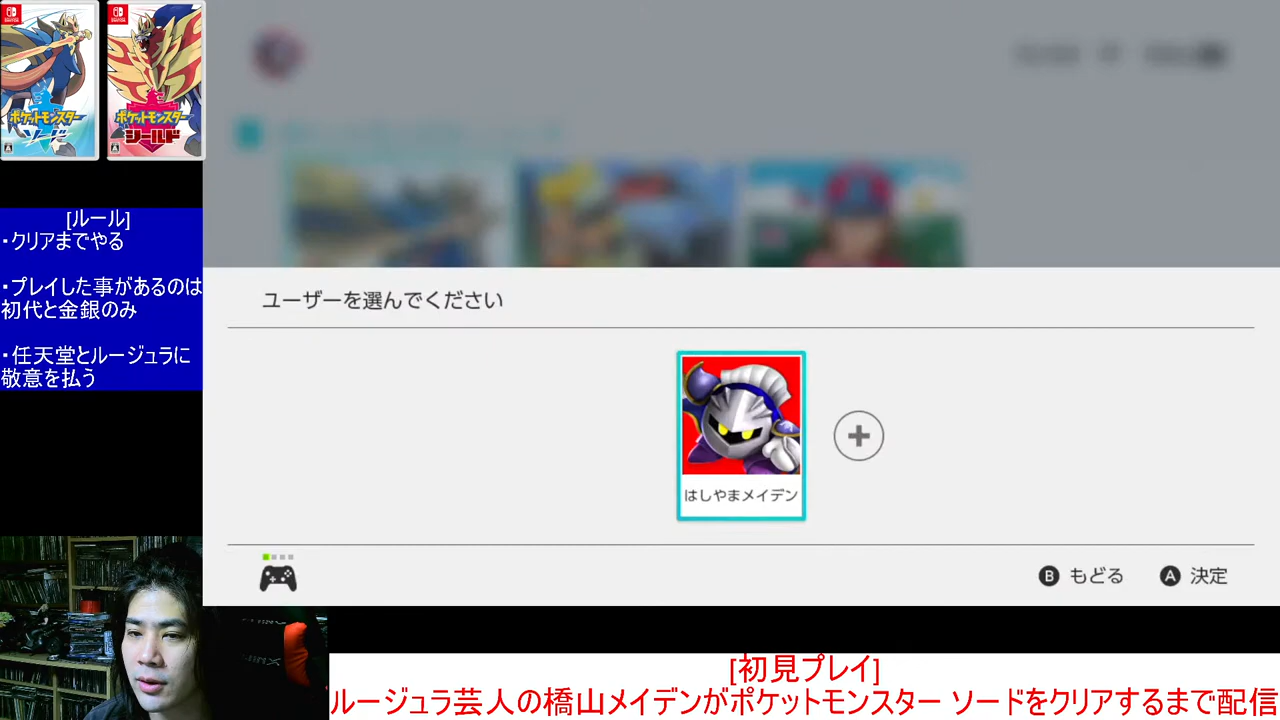 ポケットモンスター
ソード
ポケットモンスター
シールド
[ルール]
・クリアまでやる
・プレイした事があるのは
初代と金銀のみ
・任天堂とルージュラに
敬意を払う
ユーザーを選んでください
はしやまメイデン
B もどる
A 決定
[初見プレイ]
ルージュラ芸人の橋山メイデンがポケットモンスター ソードをクリアするまで配信